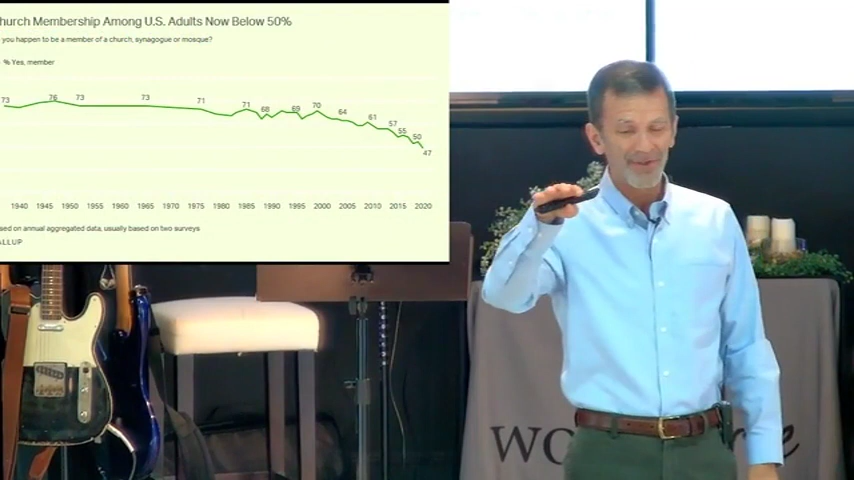 hurch Membership Among U.S. Adults Now Below 50%
you happen to be a member of a church, synagogue or mosque?
% Yes, member
73 76 73 73 71 71 68 69 70 64 61 57 55 50 47
1940 1945 1950 1955 1960 1965 1970 1975 1980 1985 1990 1995 2000 2005 2010 2015 2020
sed on annual aggregated data, usually based on two surveys
ALLUP
wo
e